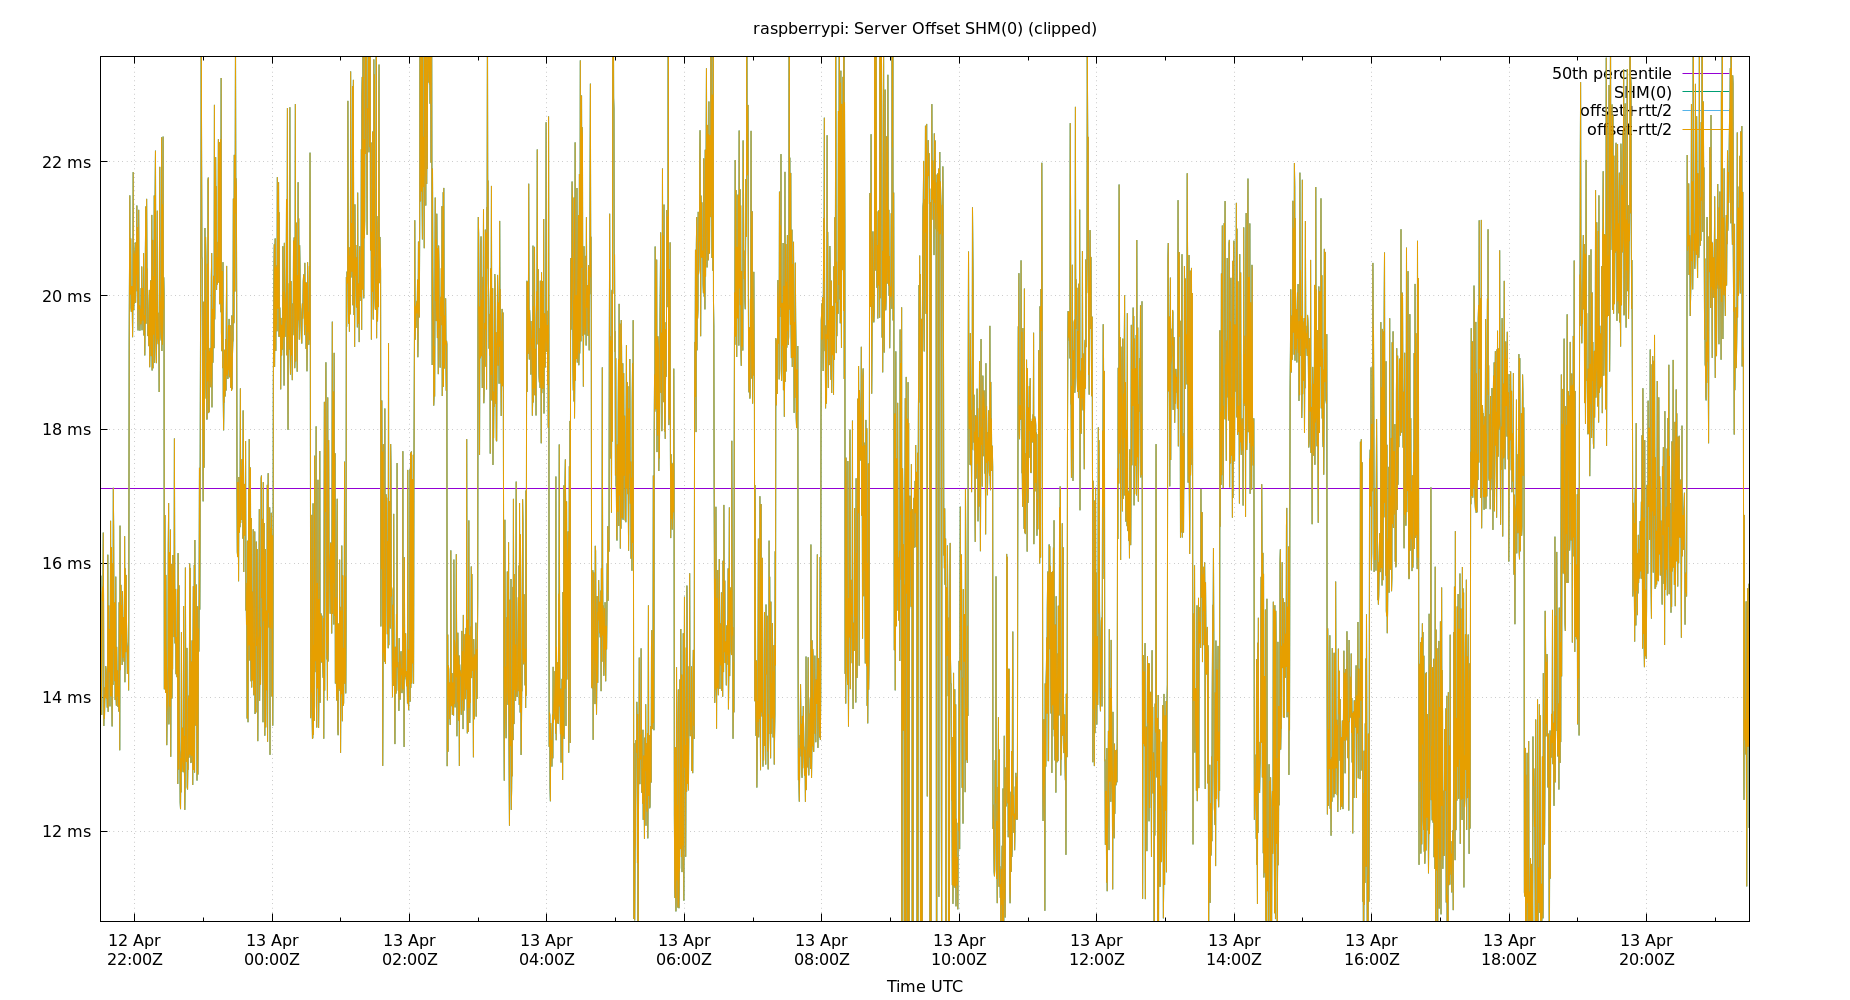 raspberrypi: Server Offset SHM(0) (clipped)
50th percentile
SHM(0)
offset+rtt/2
offset-rtt/2
22 ms
20 ms
18 ms
16 ms
14 ms
12 ms
12 Apr 13 Apr 13 Apr 13 Apr 13 Apr 13 Apr 13 Apr 13 Apr 13 Apr 13 Apr 13 Apr 13 Apr
22:00Z 00:00Z 02:00Z 04:00Z 06:00Z 08:00Z 10:00Z 12:00Z 14:00Z 16:00Z 18:00Z 20:00Z
Time UTC